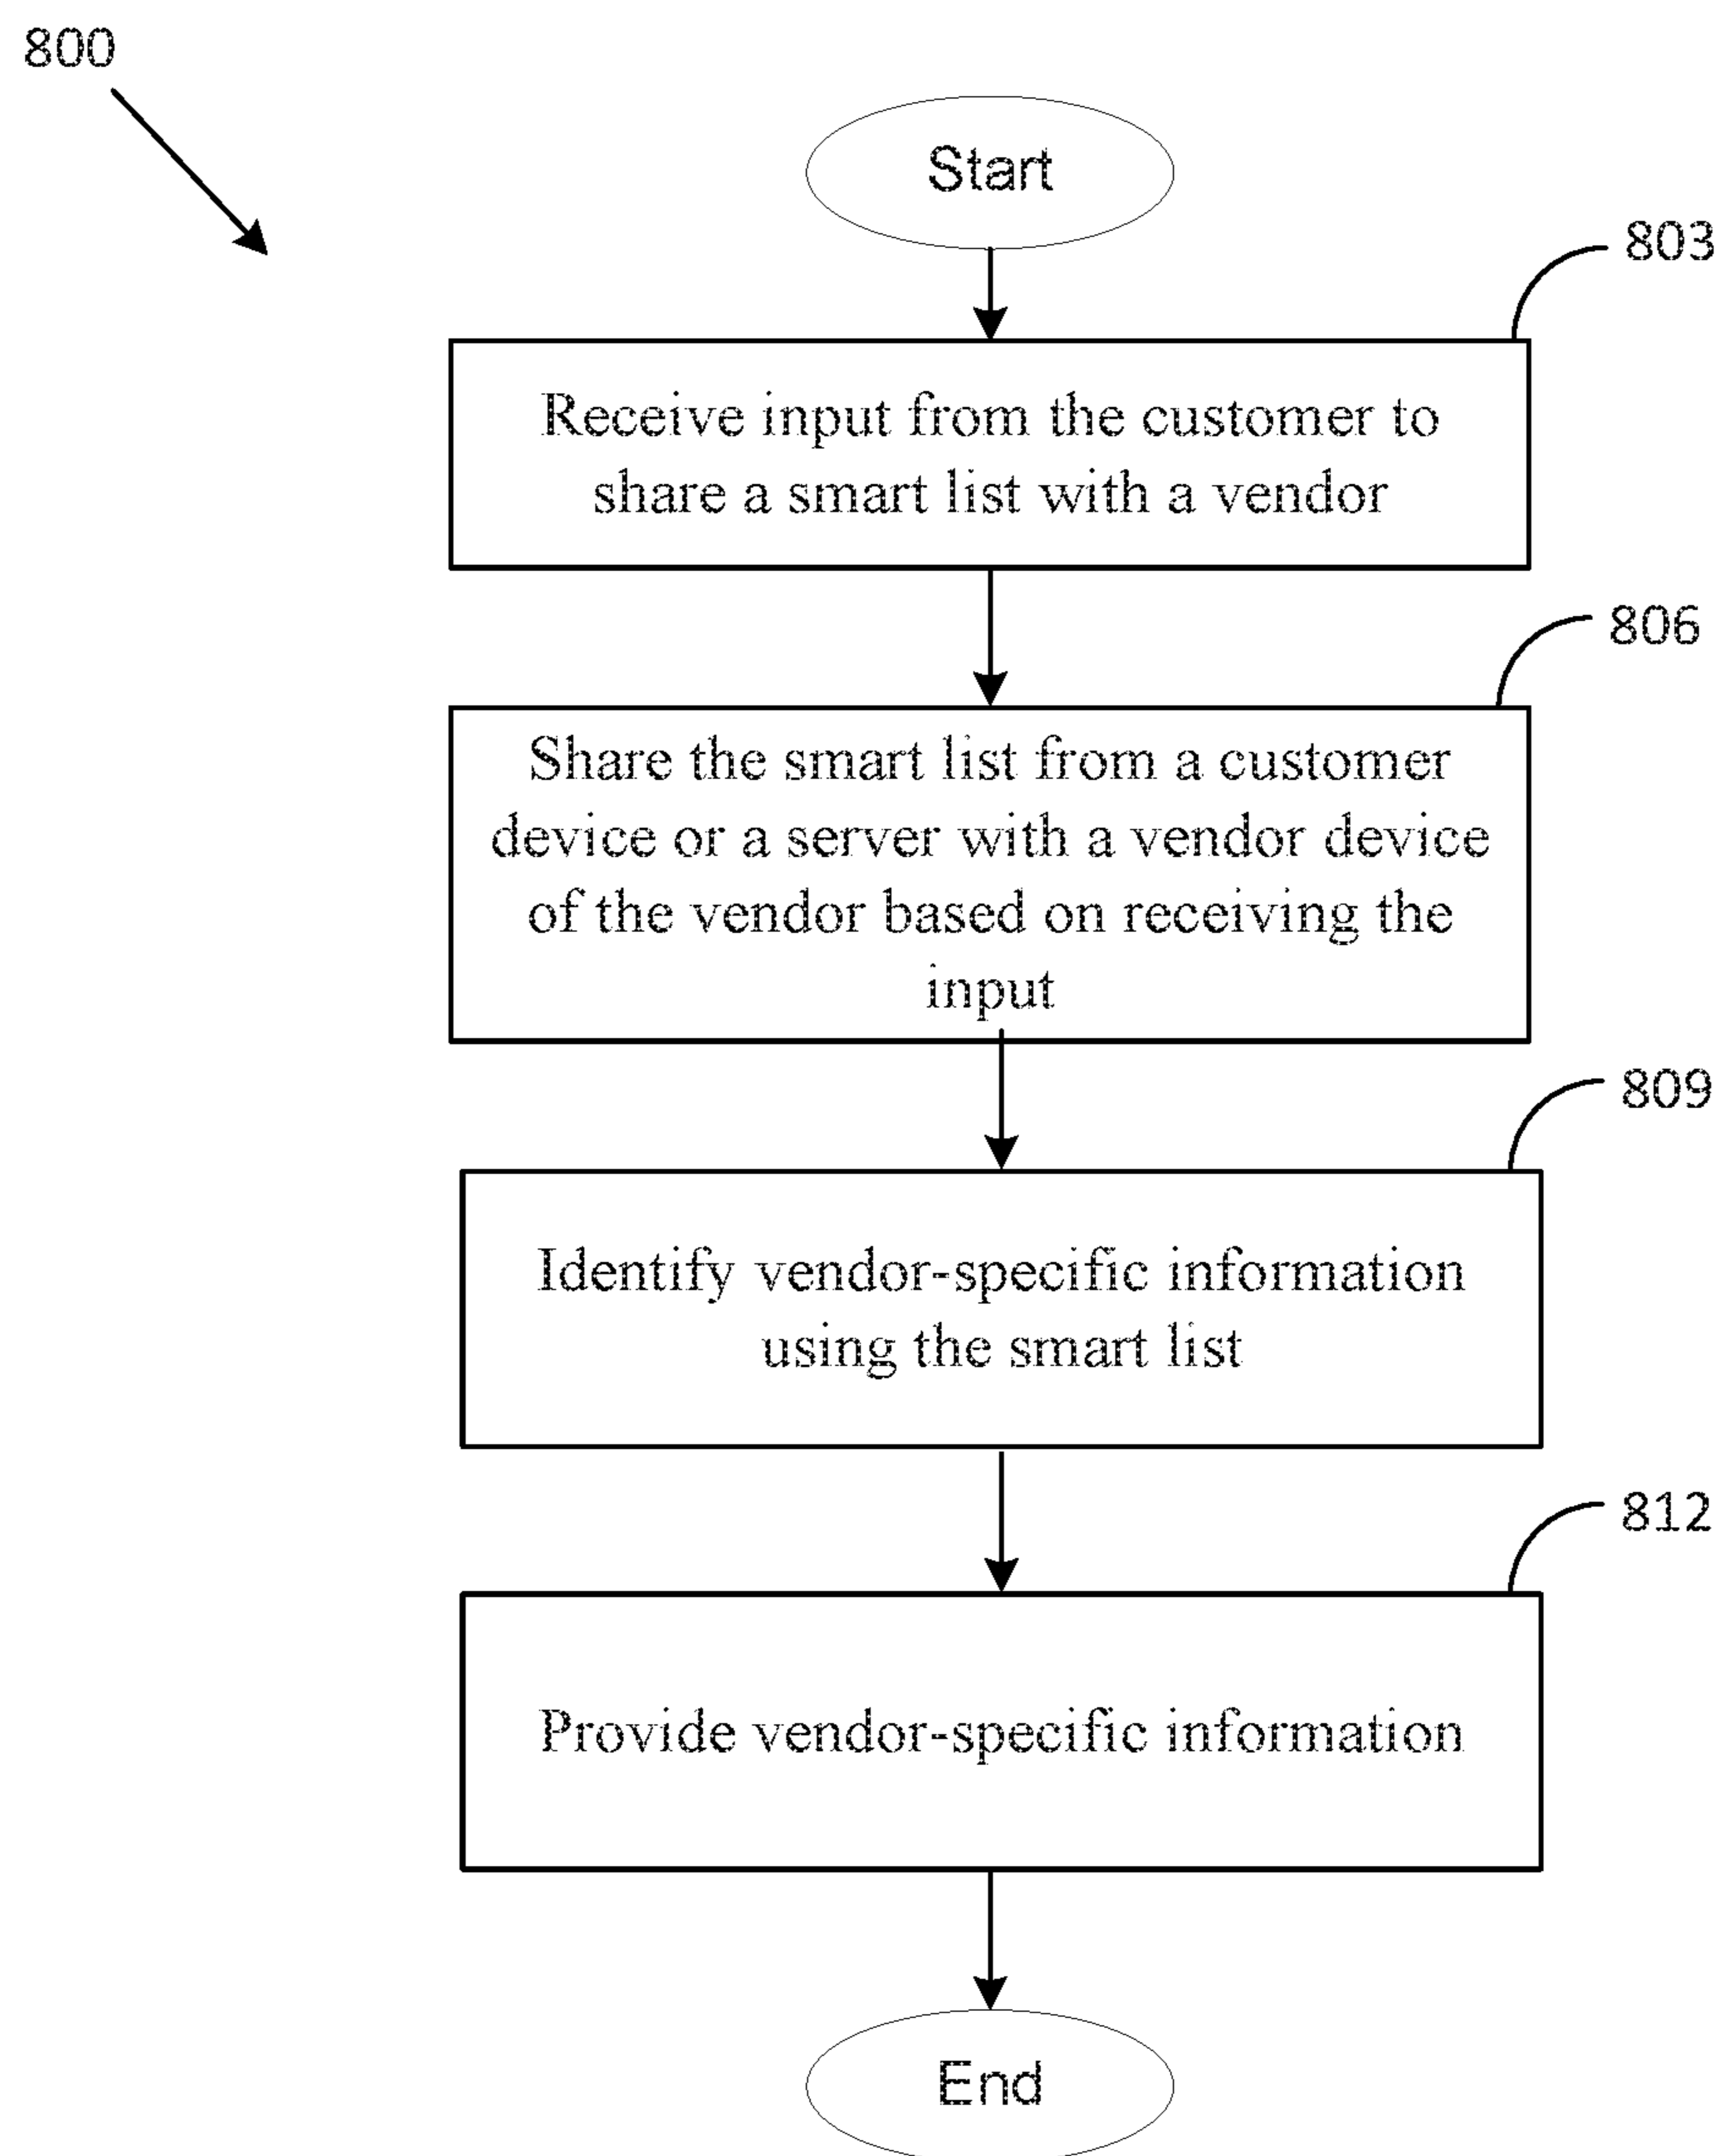 800
Start
803
Receive input from the customer to
share a smart list with a vendor
806
Share the smart list from a customer
device or a server with a vendor device
of the vendor based on receiving the
input
809
Identify vendor-specific information
using the smart list
812
Provide vendor-specific information
End